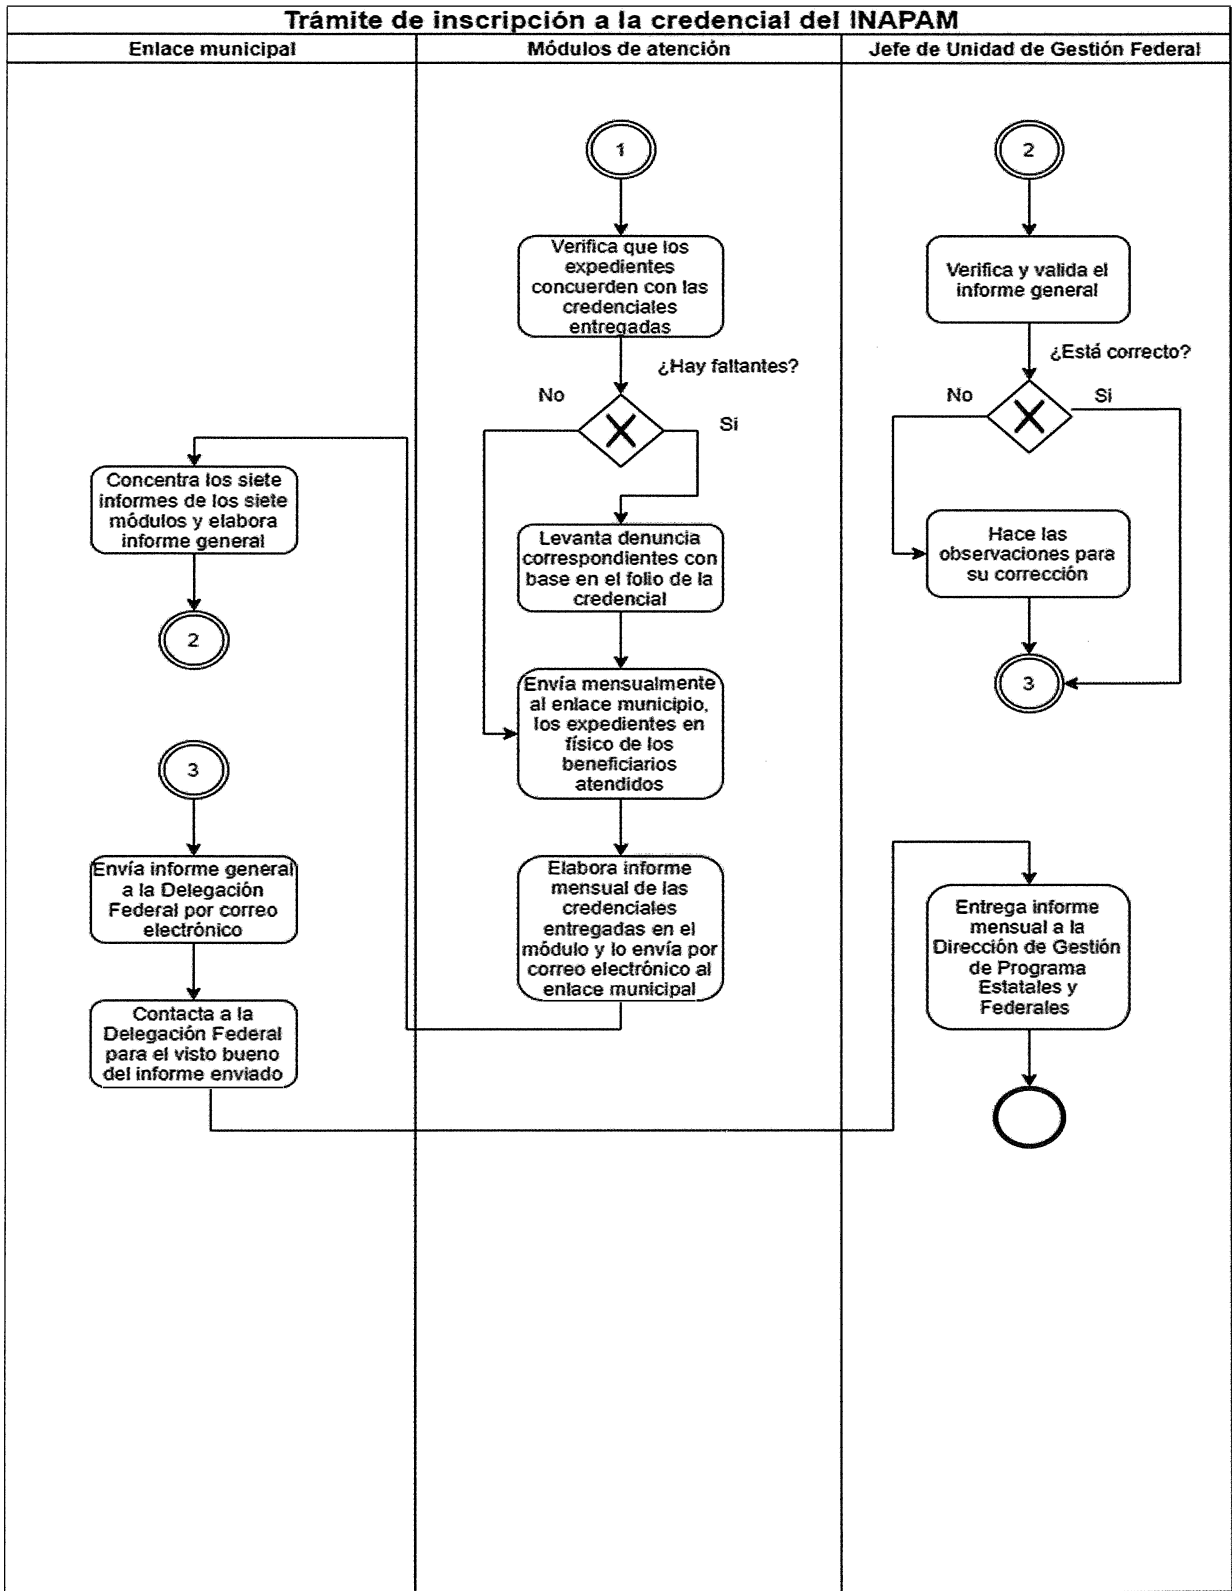 Trámite de inscripción a la credencial del INAPAM
Enlace municipal
Módulos de atención
Jefe de Unidad de Gestión Federal
1
Verifica que los
expedientes
concuerden con las
credenciales
entregadas
¿Hay faltantes?
No
Si
Levanta denuncia
correspondientes con
base en el folio de la
credencial
Envía mensualmente
al enlace municipio,
los expedientes en
físico de los
beneficiarios
atendidos
Elabora informe
mensual de las
credenciales
entregadas en el
módulo y lo envía por
correo electrónico al
enlace municipal
Concentra los siete
informes de los siete
módulos y elabora
informe general
2
2
Verifica y valida el
informe general
¿Está correcto?
No
Si
Hace las
observaciones para
su corrección
3
3
Envía informe general
a la Delegación
Federal por correo
electrónico
Contacta a la
Delegación Federal
para el visto bueno
del informe enviado
Entrega informe
mensual a la
Dirección de Gestión
de Programa
Estatales y
Federales